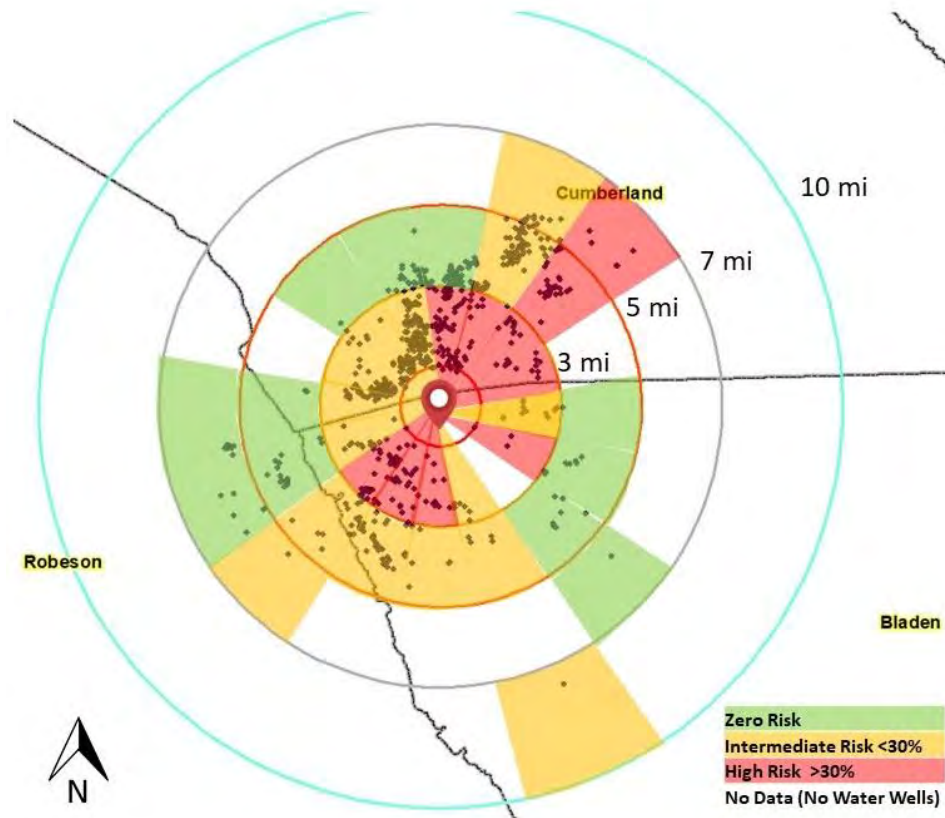 Cumberland
10 mi
7 mi
5 mi
3 mi
Robeson
Bladen
N
Zero Risk
Intermediate Risk <30%
High Risk >30%
No Data (No Water Wells)